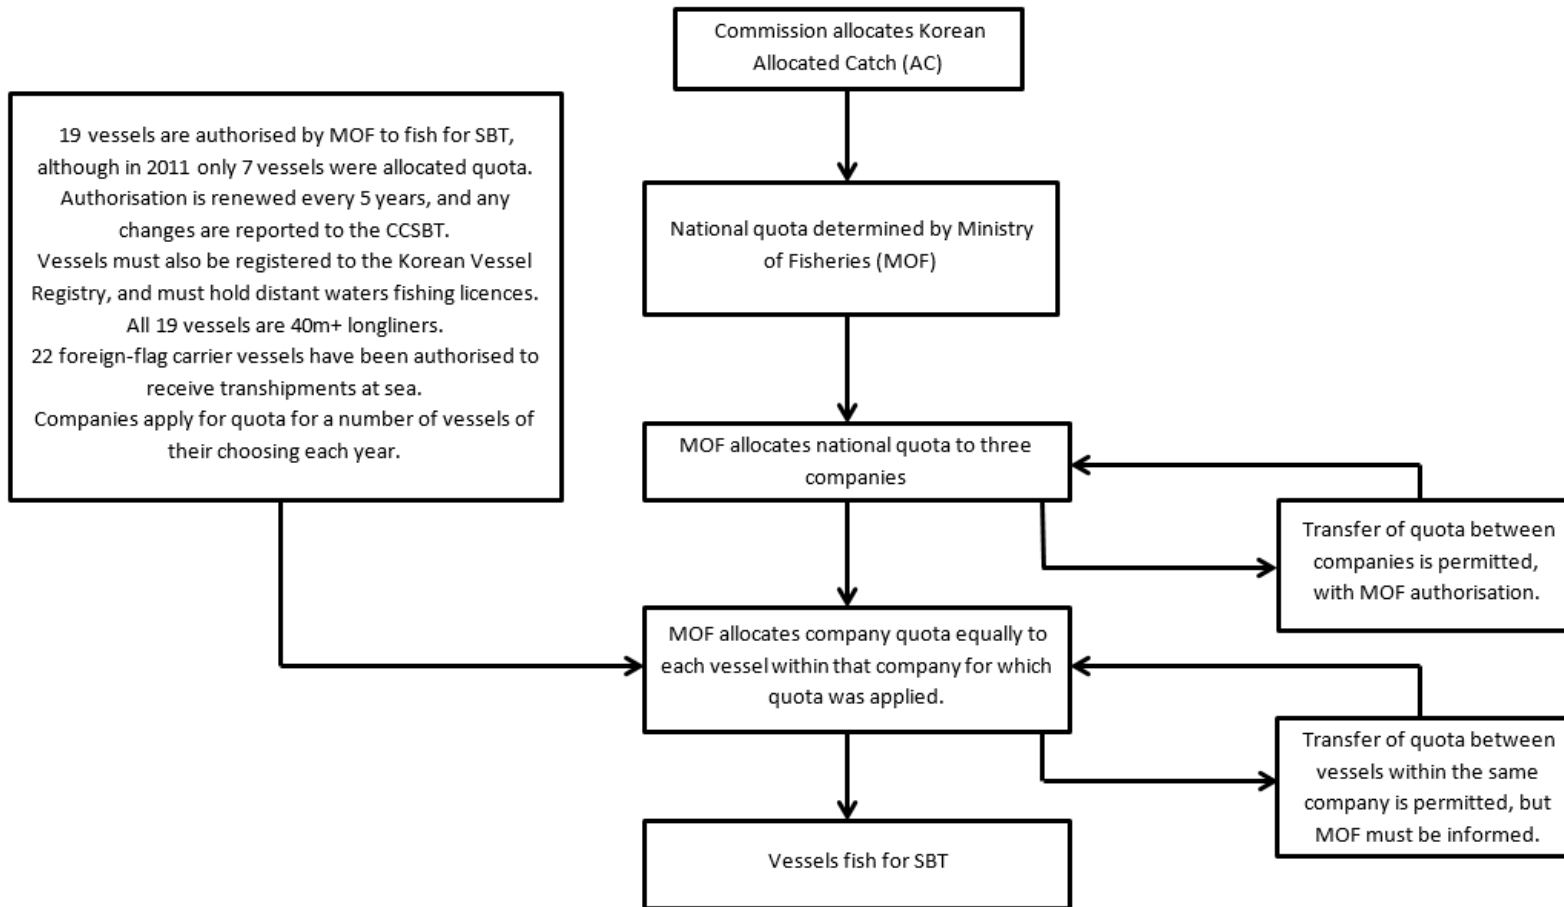 Commission allocates Korean
Allocated Catch (AC)
19 vessels are authorised by MOF to fish for SBT,
although in 2011 only 7 vessels were allocated quota.
Authorisation is renewed every 5 years, and any
changes are reported to the CCSBT.
Vessels must also be registered to the Korean Vessel
Registry, and must hold distant waters fishing licences.
All 19 vessels are 40m+ longliners.
22 foreign-flag carrier vessels have been authorised to
receive transhipments at sea.
Companies apply for quota for a number of vessels of
their choosing each year.
National quota determined by Ministry
of Fisheries (MOF)
MOF allocates national quota to three
companies
Transfer of quota between
companies is permitted,
with MOF authorisation.
MOF allocates company quota equally to
each vessel within that company for which
quota was applied.
Transfer of quota between
vessels within the same
company is permitted, but
MOF must be informed.
Vessels fish for SBT